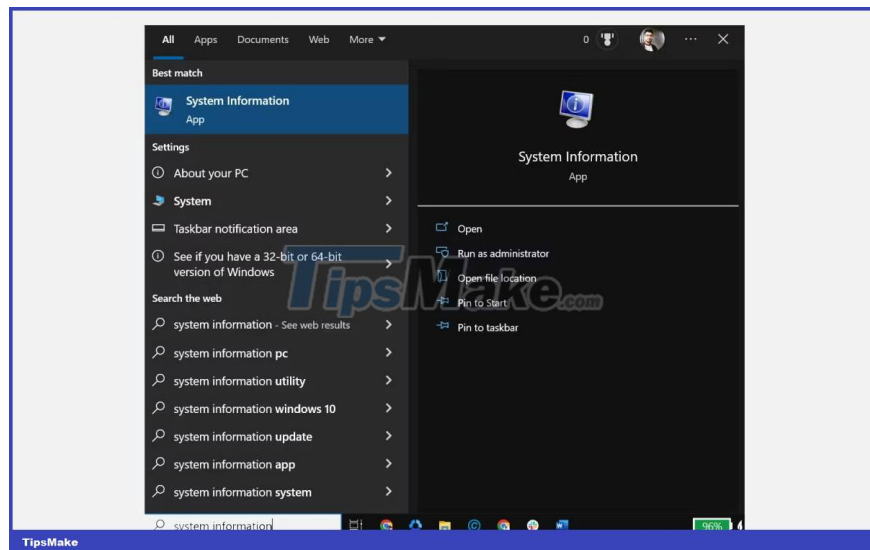 All Apps Documents Web More
0
Best match
System Information
App
Settings
About your PC
System
Taskbar notification area
See if you have a 32-bit or 64-bit
version of Windows
Search the web
system information - See web results
system information pc
system information utility
system information windows 10
system information update
system information app
system information system
system information
System Information
App
Open
Run as administrator
Open file location
Pin to Start
Pin to taskbar
TipsMake.com
96%
TipsMake